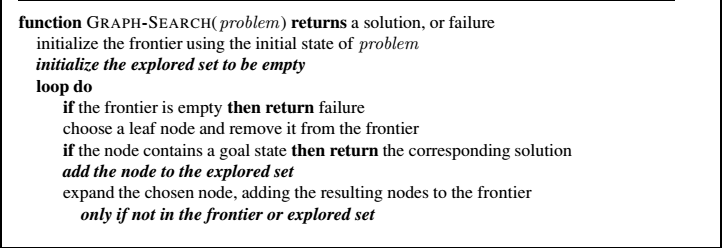 function GRAPH-SEARCH(problem) returns a solution, or failure
initialize the frontier using the initial state of problem
initialize the explored set to be empty
loop do
if the frontier is empty then return failure
choose a leaf node and remove it from the frontier
if the node contains a goal state then return the corresponding solution
add the node to the explored set
expand the chosen node, adding the resulting nodes to the frontier
only if not in the frontier or explored set